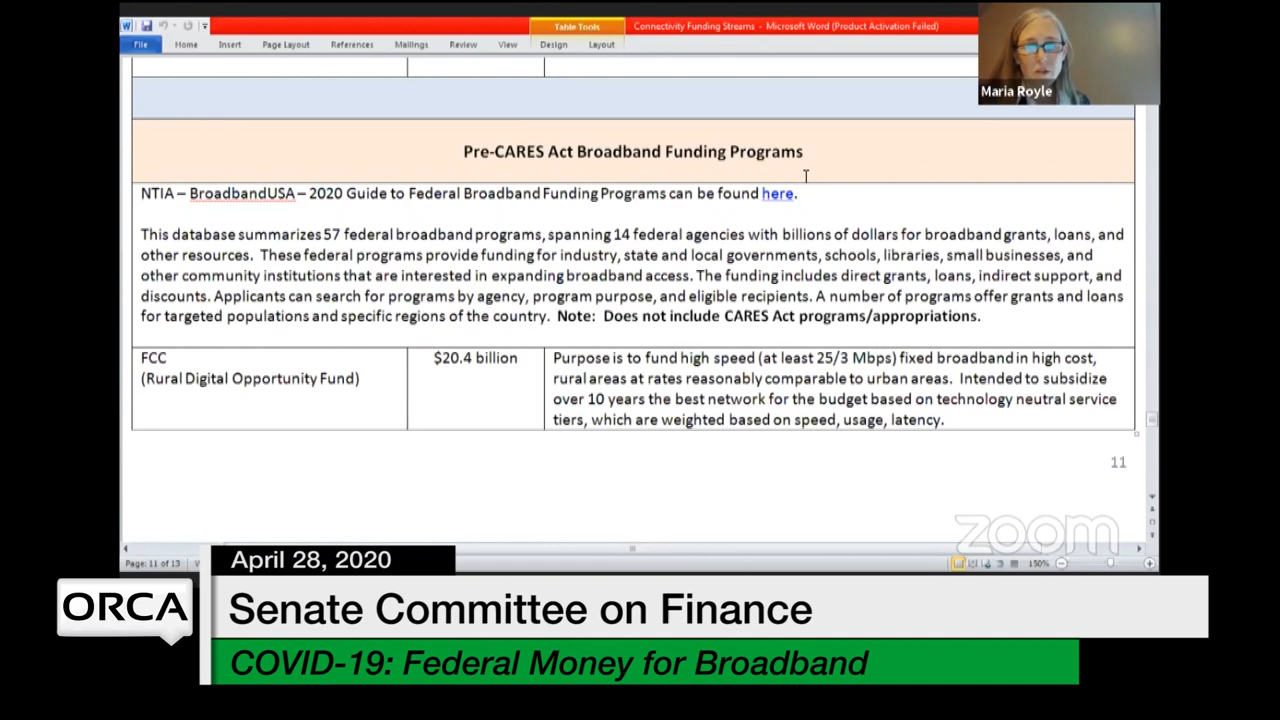 Table Tools
Connectivity Funding Streams - Microsoft Word (Product Activation Failed)
File Home Insert Page Layout References Mailings Review View Design Layout
Maria Royle
Pre-CARES Act Broadband Funding Programs
NTIA – BroadbandUSA – 2020 Guide to Federal Broadband Funding Programs can be found here.
This database summarizes 57 federal broadband programs, spanning 14 federal agencies with billions of dollars for broadband grants, loans, and
other resources. These federal programs provide funding for industry, state and local governments, schools, libraries, small businesses, and
other community institutions that are interested in expanding broadband access. The funding includes direct grants, loans, indirect support, and
discounts. Applicants can search for programs by agency, program purpose, and eligible recipients. A number of programs offer grants and loans
for targeted populations and specific regions of the country. Note: Does not include CARES Act programs/appropriations.
FCC
(Rural Digital Opportunity Fund)
$20.4 billion
Purpose is to fund high speed (at least 25/3 Mbps) fixed broadband in high cost,
rural areas at rates reasonably comparable to urban areas. Intended to subsidize
over 10 years the best network for the budget based on technology neutral service
tiers, which are weighted based on speed, usage, latency.
11
zoom
Page: 11 of 13
150%
April 28, 2020
ORCA
Senate Committee on Finance
COVID-19: Federal Money for Broadband